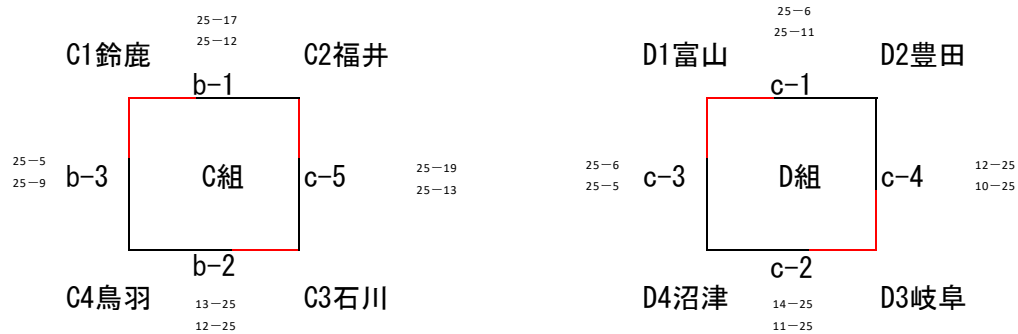 25－17
25－12
C1鈴鹿
C2福井
b-1
25－5
25－9
b-3
C組
c-5
25－19
25－13
b-2
C4鳥羽
13－25
12－25
C3石川
25－6
25－11
D1富山
D2豊田
c-1
25－6
25－5
c-3
D組
c-4
12－25
10－25
c-2
D4沼津
14－25
11－25
D3岐阜